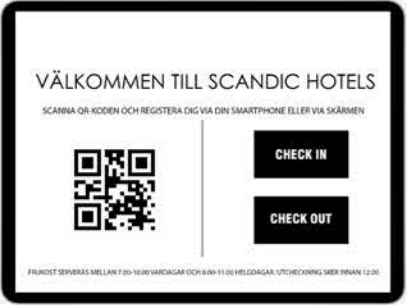 VÄLKOMMEN TILL SCANDIC HOTELS
SCANNA QR-KODEN OCH REGISTERA DIG VIA DIN SMARTPHONE ELLER VIA SKÄRMEN
CHECK IN
CHECK OUT
FRUKOST SERVERAS MELLAN 7.00-10.00 VARDAGAR OCH 8.00-11.00 HELGDAGAR. UTCHECKNING SKER INNAN 12.00